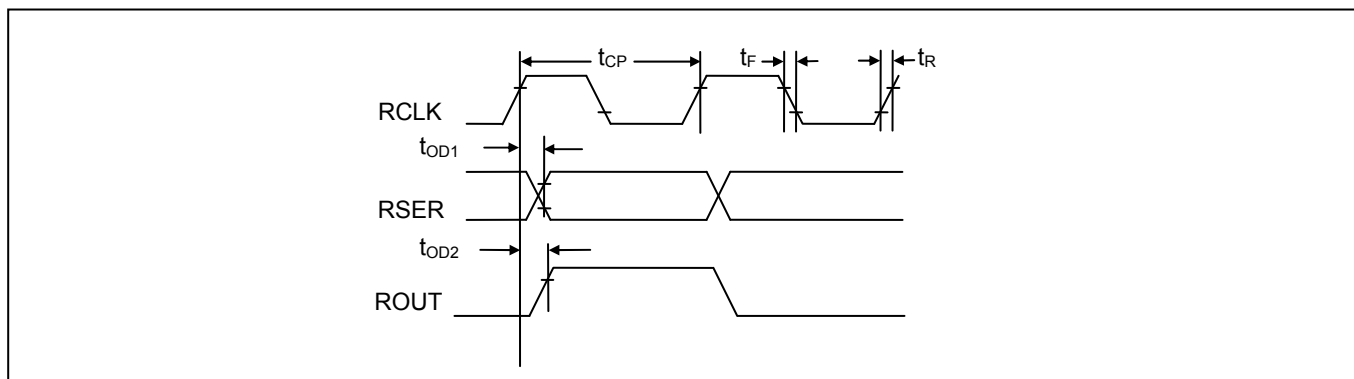 tCP
tF
tR
RCLK
tOD1
RSER
tOD2
ROUT